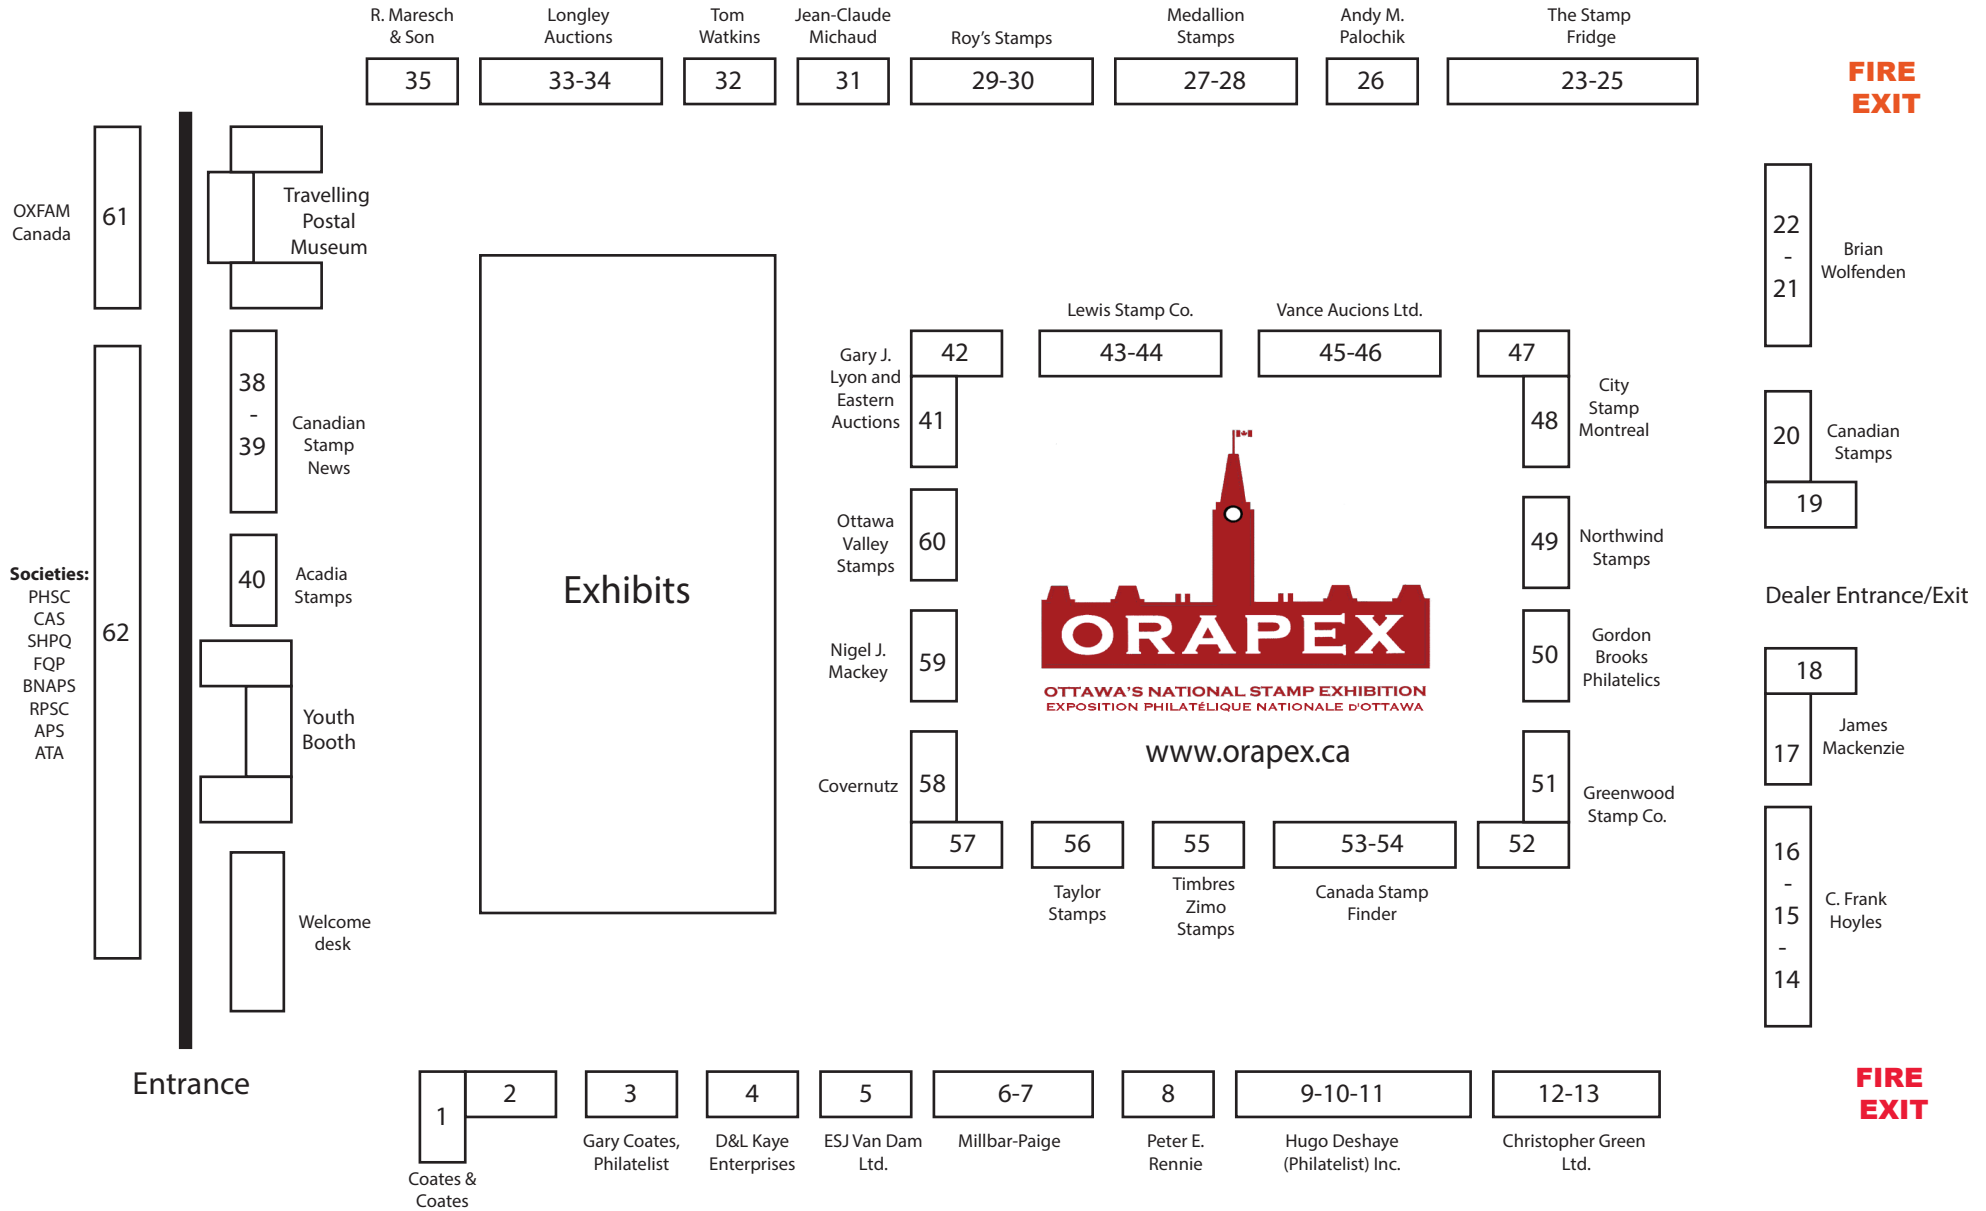 R. Maresch
& Son
Longley
Auctions
Tom
Watkins
Jean-Claude
Michaud
Roy's Stamps
Medallion
Stamps
Andy M.
Palochik
The Stamp
Fridge
35
33-34
32
31
29-30
27-28
26
23-25
FIRE
EXIT
OXFAM
Canada
61
Travelling
Postal
Museum
22
-
21
Brian
Wolfenden
38
-
39
Canadian
Stamp
News
Gary J.
Lyon and
Eastern
Auctions
42
41
Lewis Stamp Co.
43-44
Vance Aucions Ltd.
45-46
47
48
City
Stamp
Montreal
20
Canadian
Stamps
19
Societies:
PHSC
CAS
SHPQ
FQP
BNAPS
RPSC
APS
ATA
62
40
Acadia
Stamps
Exhibits
Ottawa
Valley
Stamps
60
49
Northwind
Stamps
Dealer Entrance/Exit
Nigel J.
Mackey
59
ORAPEX
OTTAWA'S NATIONAL STAMP EXHIBITION
EXPOSITION PHILATÉLIQUE NATIONALE D'OTTAWA
www.orapex.ca
50
Gordon
Brooks
Philatelics
18
17
James
Mackenzie
Youth
Booth
Covernutz
58
57
56
Taylor
Stamps
55
Timbres
Zimo
Stamps
53-54
Canada Stamp
Finder
51
52
Greenwood
Stamp Co.
16
-
15
-
14
C. Frank
Hoyles
Welcome
desk
Entrance
1
2
Coates &
Coates
3
Gary Coates,
Philatelist
4
D&L Kaye
Enterprises
5
ESJ Van Dam
Ltd.
6-7
Millbar-Paige
8
Peter E.
Rennie
9-10-11
Hugo Deshaye
(Philatelist) Inc.
12-13
Christopher Green
Ltd.
FIRE
EXIT